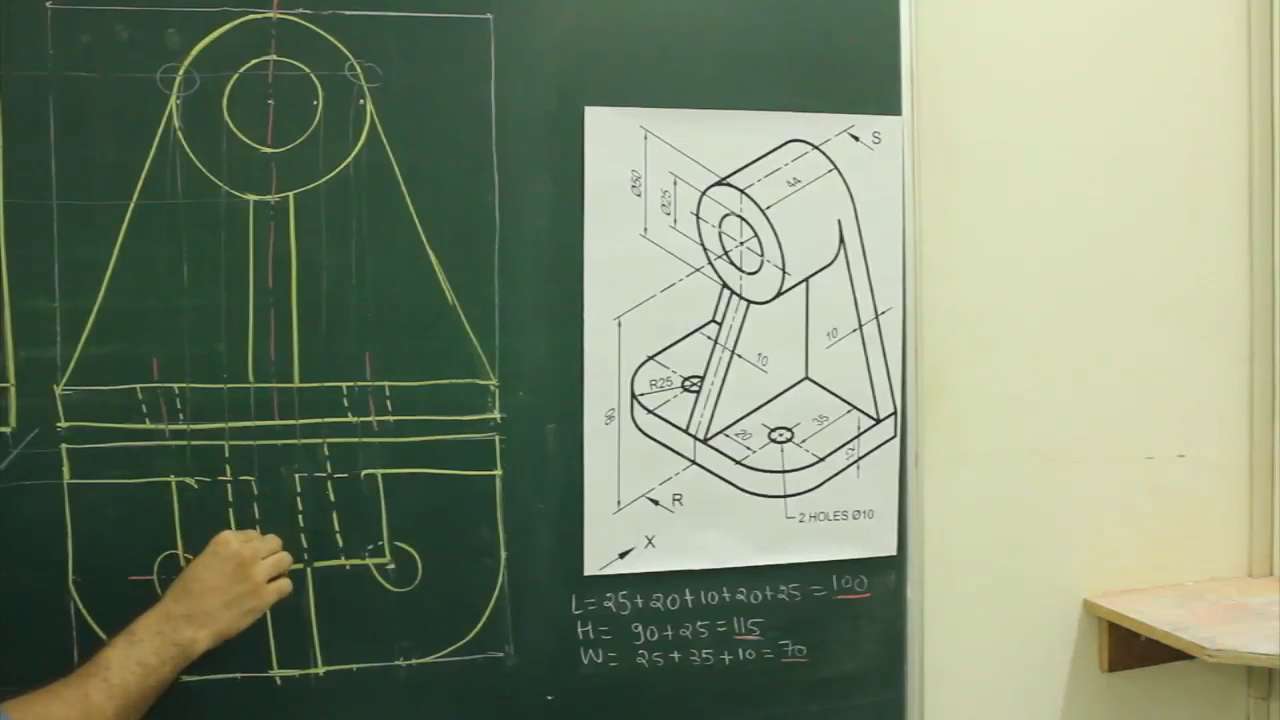 S
44
Ø50
Ø25
10
10
R25
90
35
20
12
R
2 HOLES Ø10
X
L=25+20+10+20+25=100
H= 90+25=115
W= 25+35+10=70